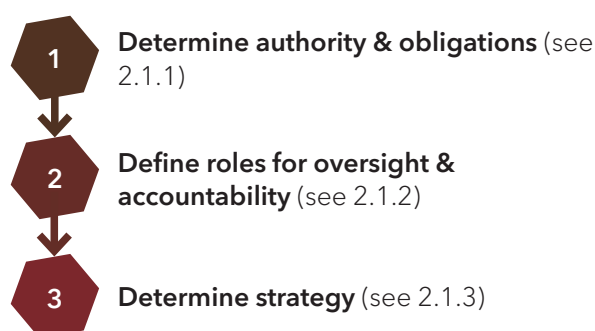 1
Determine authority & obligations (see
2.1.1)
2
Define roles for oversight &
accountability (see 2.1.2)
3
Determine strategy (see 2.1.3)